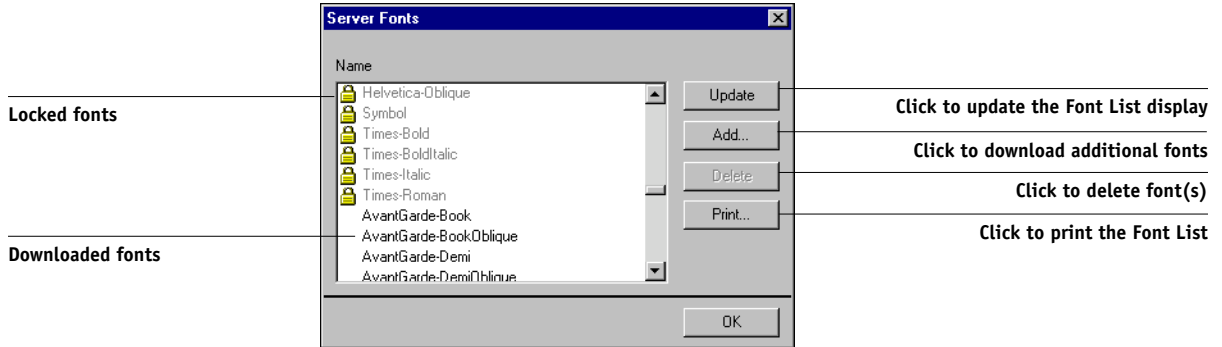 Server Fonts
Name
Helvetica-Oblique
Symbol
Times-Bold
Times-BoldItalic
Times-Italic
Times-Roman
AvantGarde-Book
AvantGarde-BookOblique
AvantGarde-Demi
AvantGarde-DemiOblique
Update
Add...
Delete
Print...
OK
Locked fonts
Downloaded fonts
Click to update the Font List display
Click to download additional fonts
Click to delete font(s)
Click to print the Font List